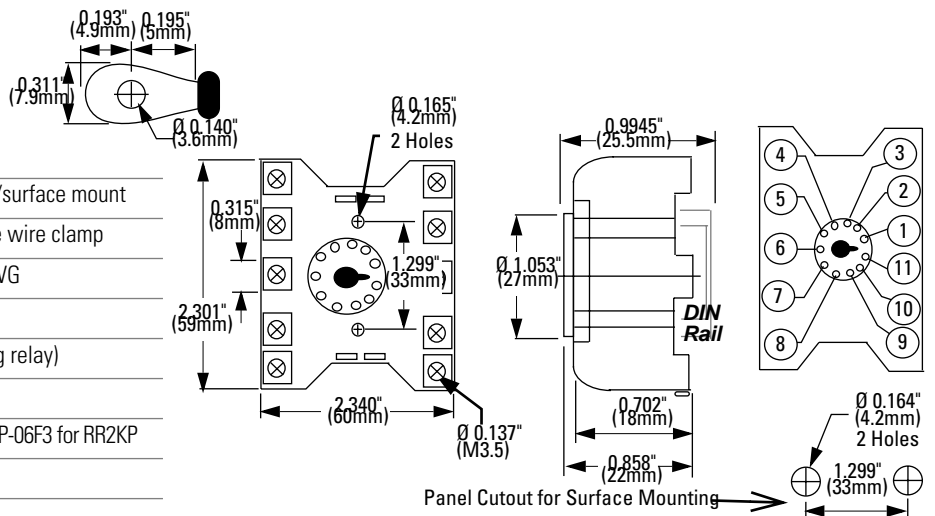 0.193"
(4.9mm)
0.195"
(5mm)
0.311"
(7.9mm)
Ø 0.140"
(3.6mm)
/surface mount
wire clamp
relay)
P-06F3 for RR2KP
Ø 0.165"
(4.2mm)
2 Holes
0.315"
(8mm)
1.299"
(33mm)
2.301"
(59mm)
2.340"
(60mm)
Ø 0.137"
(M3.5)
0.9945"
(25.5mm)
Ø 1.053"
(27mm)
DIN
Rail
0.702"
(18mm)
0.858"
(22mm)
Panel Cutout for Surface Mounting
4
3
5
2
6
1
7
11
10
8
9
Ø 0.164"
(4.2mm)
2 Holes
1.299"
(33mm)